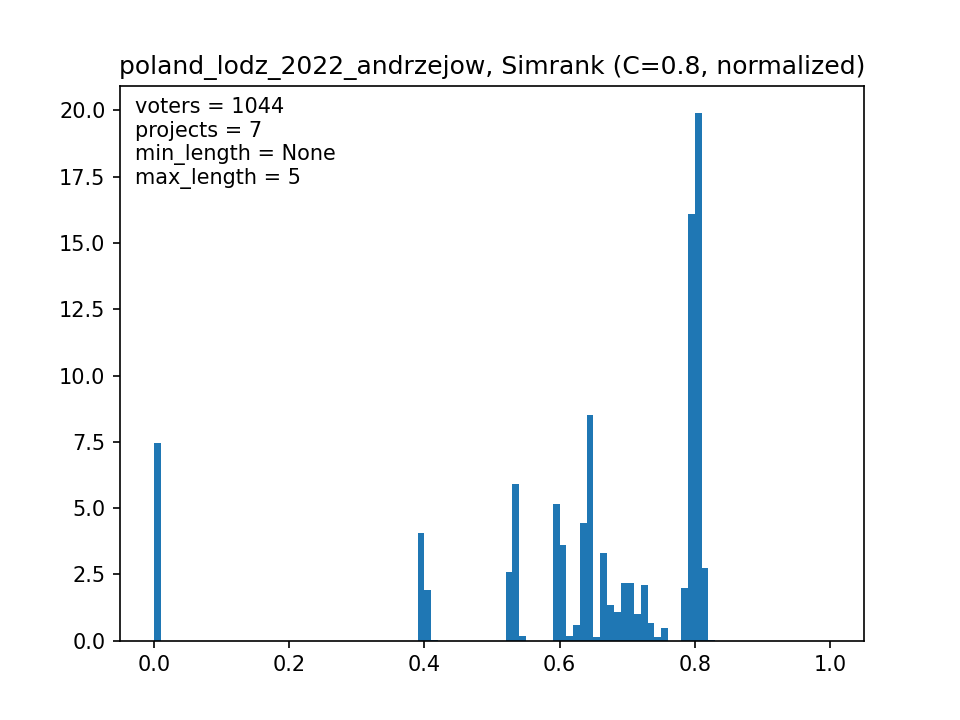 poland_lodz_2022_andrzejow, Simrank (C=0.8, normalized)
voters = 1044
projects = 7
min_length = None
max_length = 5
20.0
17.5
15.0
12.5
10.0
7.5
5.0
2.5
0.0
0.0 0.2 0.4 0.6 0.8 1.0